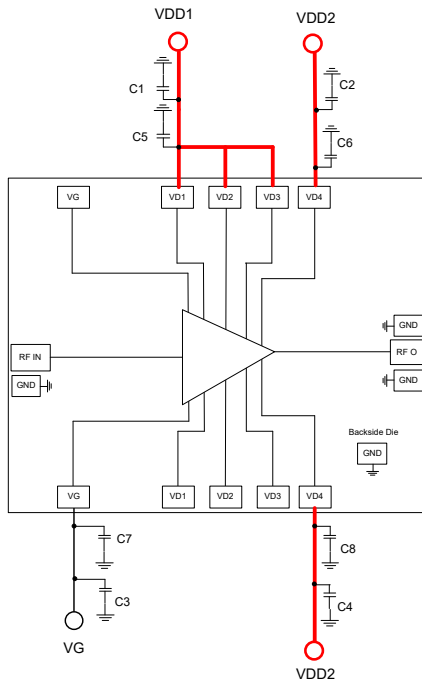 VDD1
VDD2
C1
C2
C5
C6
VG
VD1
VD2
VD3
VD4
GND
RF IN
RF O
GND
GND
Backside Die
GND
VG
VD1
VD2
VD3
VD4
C7
C8
C3
C4
VG
VDD2